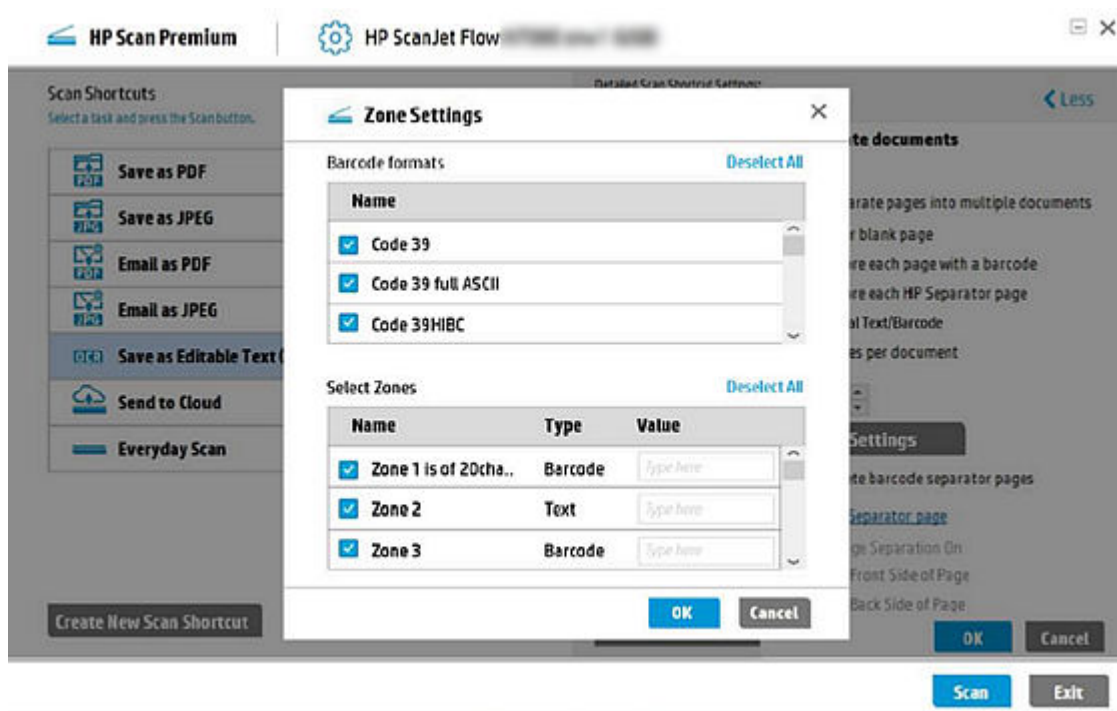 HP Scan Premium
HP ScanJet Flow
Scan Shortcuts
Select a task and press the Scan button.
Save as PDF
Save as JPEG
Email as PDF
Email as JPEG
Save as Editable Text (
Send to Cloud
Everyday Scan
Create New Scan Shortcut
Detailed Scan Shortcut Settings:
Less
te documents
arate pages into multiple documents
r blank page
re each page with a barcode
re each HP Separator page
al Text/Barcode
es per document
Settings
te barcode separator pages
Separator page
ge Separation On
Front Side of Page
Back Side of Page
OK Cancel
Zone Settings
Barcode formats Deselect All
Name
Code 39
Code 39 full ASCII
Code 39HIBC
Select Zones Deselect All
Name Type Value
Zone 1 is of 20cha.. Barcode Type here
Zone 2 Text Type here
Zone 3 Barcode Type here
OK Cancel
Scan Exit